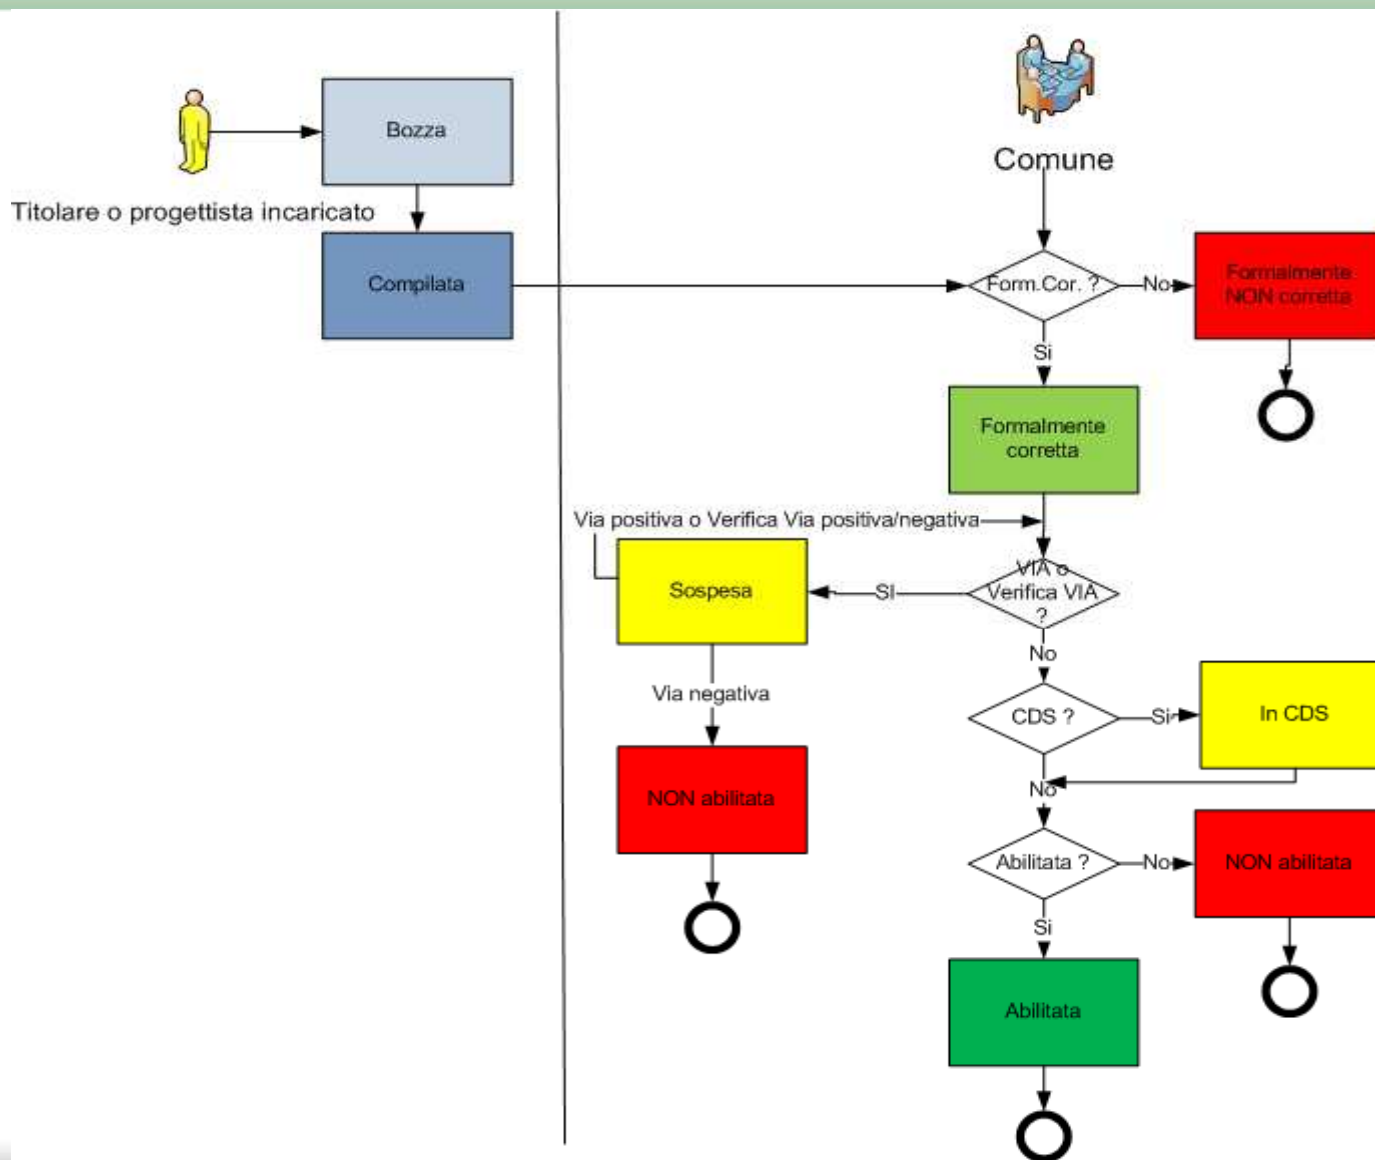 Bozza
Titolare o progettista incaricato
Compilata
Comune
Form.Cor. ?
No
Formalmente
NON corretta
Si
Formalmente
corretta
Via positiva o Verifica Via positiva/negativa
Sospesa
SI
VIA o
Verifica VIA
?
No
Via negativa
CDS ?
Si
In CDS
No
NON abilitata
Abilitata ?
No
NON abilitata
Si
Abilitata